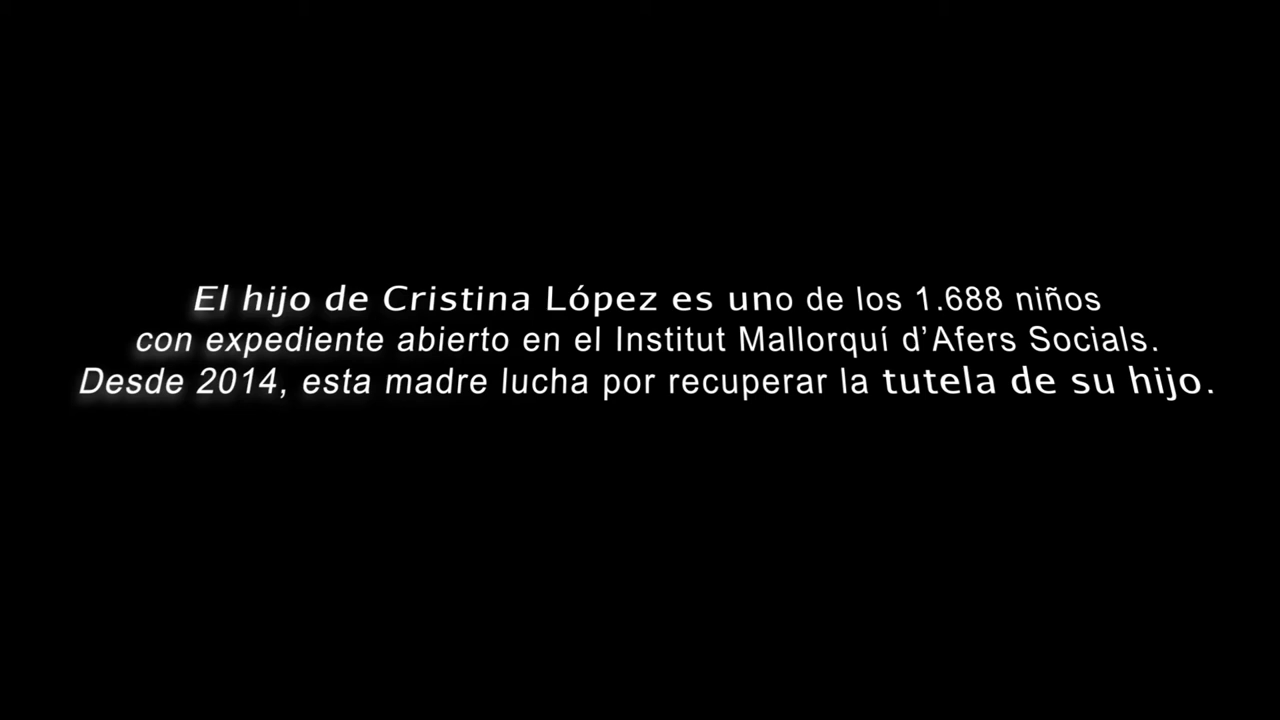 El hijo de Cristina López es uno de los 1.688 niños
con expediente abierto en el Institut Mallorquí d’Afers Socials.
Desde 2014, esta madre lucha por recuperar la tutela de su hijo.